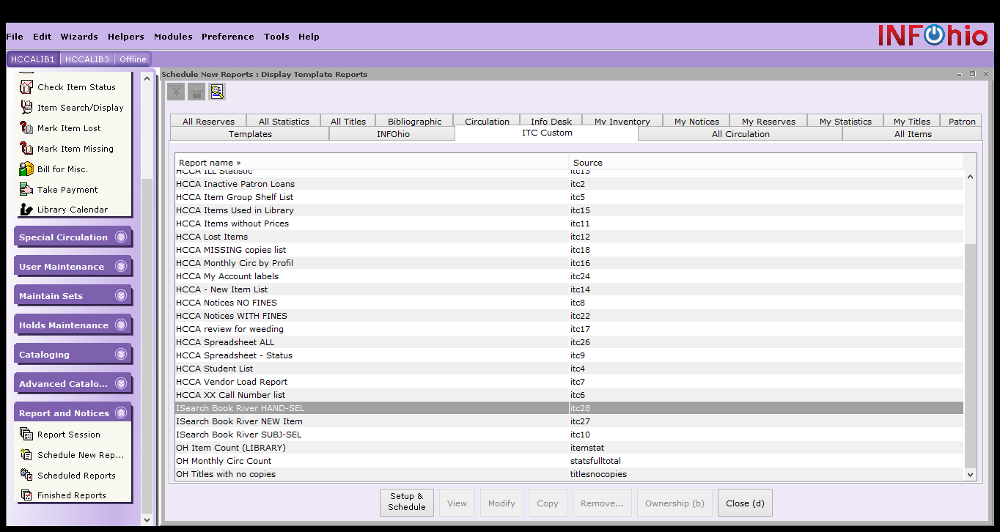 File Edit Wizards Helpers Modules Preference Tools Help
INFOhio
HCCALIB1 HCCALIB3 Offline
Check Item Status
Item Search/Display
Mark Item Lost
Mark Item Missing
Bill for Misc.
Take Payment
Library Calendar
Special Circulation
User Maintenance
Maintain Sets
Holds Maintenance
Cataloging
Advanced Catalo...
Report and Notices
Report Session
Schedule New Rep...
Scheduled Reports
Finished Reports
Schedule New Reports : Display Template Reports
All Reserves All Statistics All Titles Bibliographic Circulation Info Desk My Inventory My Notices My Reserves My Statistics My Titles Patron
Templates INFOhio ITC Custom All Circulation All Items
Report name » Source
HCCA ILL Statistic itc13
HCCA Inactive Patron Loans itc2
HCCA Item Group Shelf List itc5
HCCA Items Used in Library itc15
HCCA Items without Prices itc11
HCCA Lost Items itc12
HCCA MISSING copies list itc18
HCCA Monthly Circ by Profil itc16
HCCA My Account labels itc24
HCCA - New Item List itc14
HCCA Notices NO FINES itc8
HCCA Notices WITH FINES itc22
HCCA review for weeding itc17
HCCA Spreadsheet ALL itc26
HCCA Spreadsheet - Status itc9
HCCA Student List itc4
HCCA Vendor Load Report itc7
HCCA XX Call Number list itc6
ISearch Book River HAND-SEL itc28
ISearch Book River NEW Item itc27
ISearch Book River SUBJ-SEL itc10
OH Item Count (LIBRARY) itemstat
OH Monthly Circ Count statsfulltotal
OH Titles with no copies titlesnocopies
Setup &
Schedule
View Modify Copy Remove... Ownership (b) Close (d)